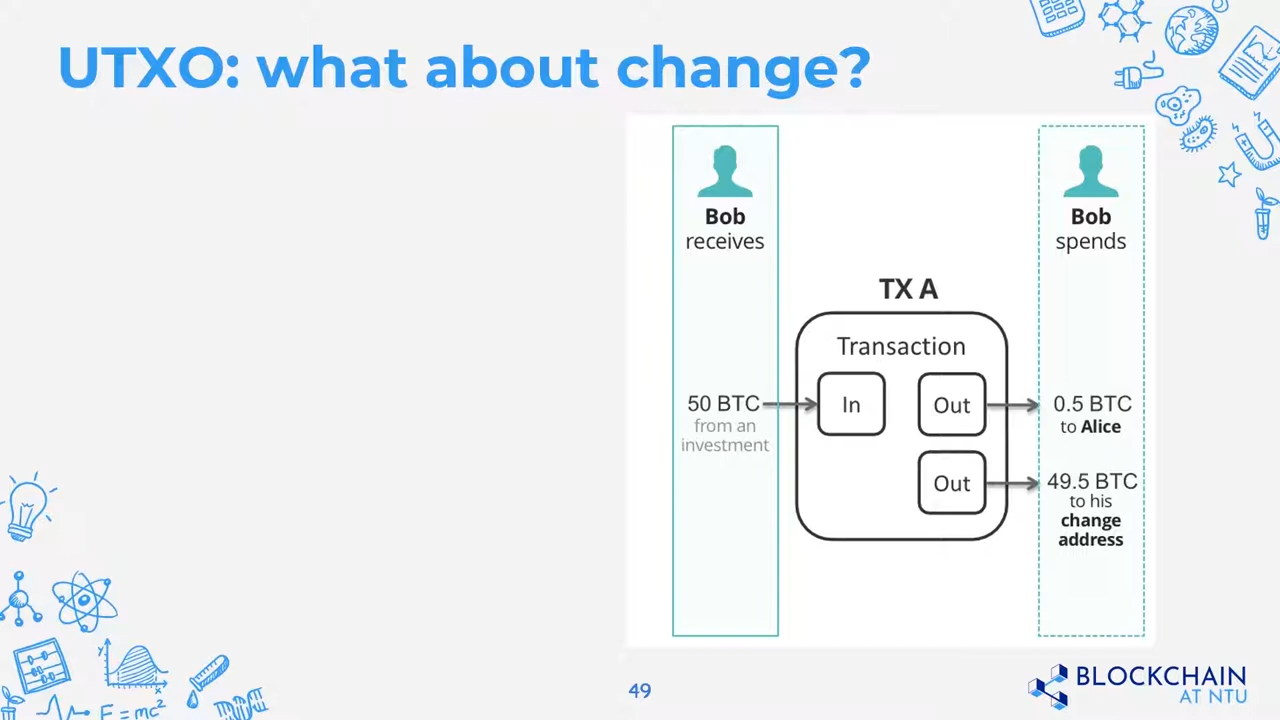 UTXO: what about change?
Bob
receives
Bob
spends
TX A
Transaction
50 BTC
from an
investment
In
Out
0.5 BTC
to Alice
Out
49.5 BTC
to his
change
address
y
x
E=mc²
49
BLOCKCHAIN
AT NTU